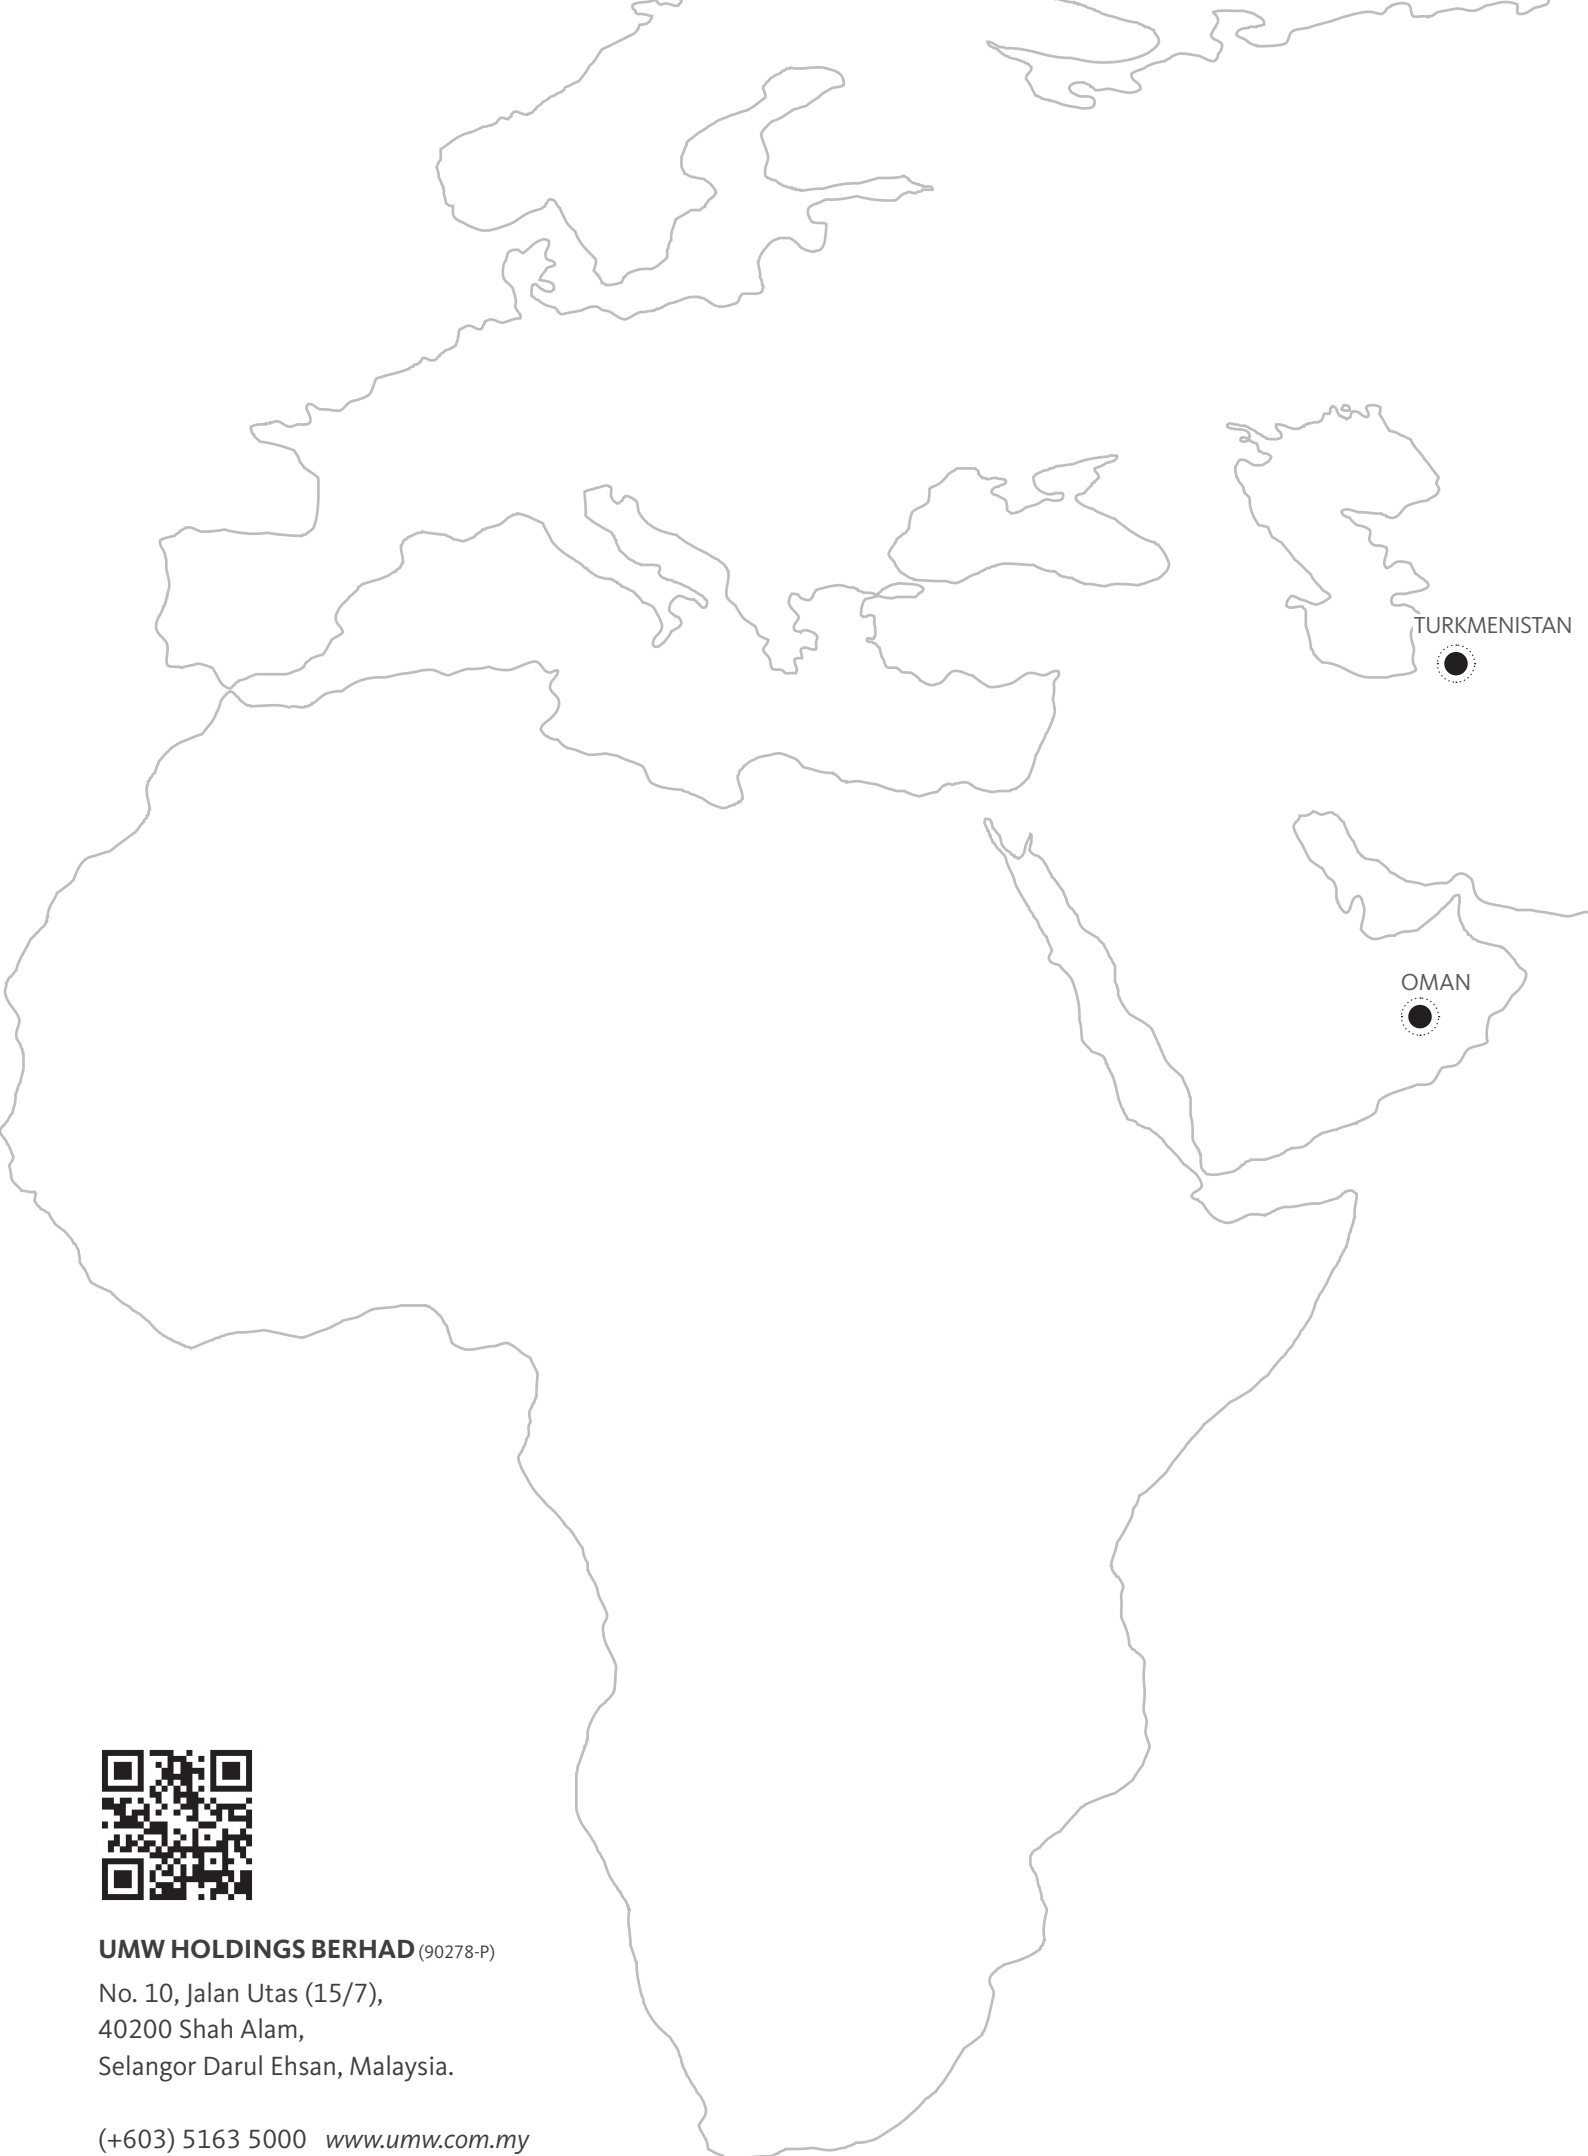 TURKMENISTAN
OMAN
UMW HOLDINGS BERHAD (90278-P)
No. 10, Jalan Utas (15/7),
40200 Shah Alam,
Selangor Darul Ehsan, Malaysia.
(+603) 5163 5000 www.umw.com.my